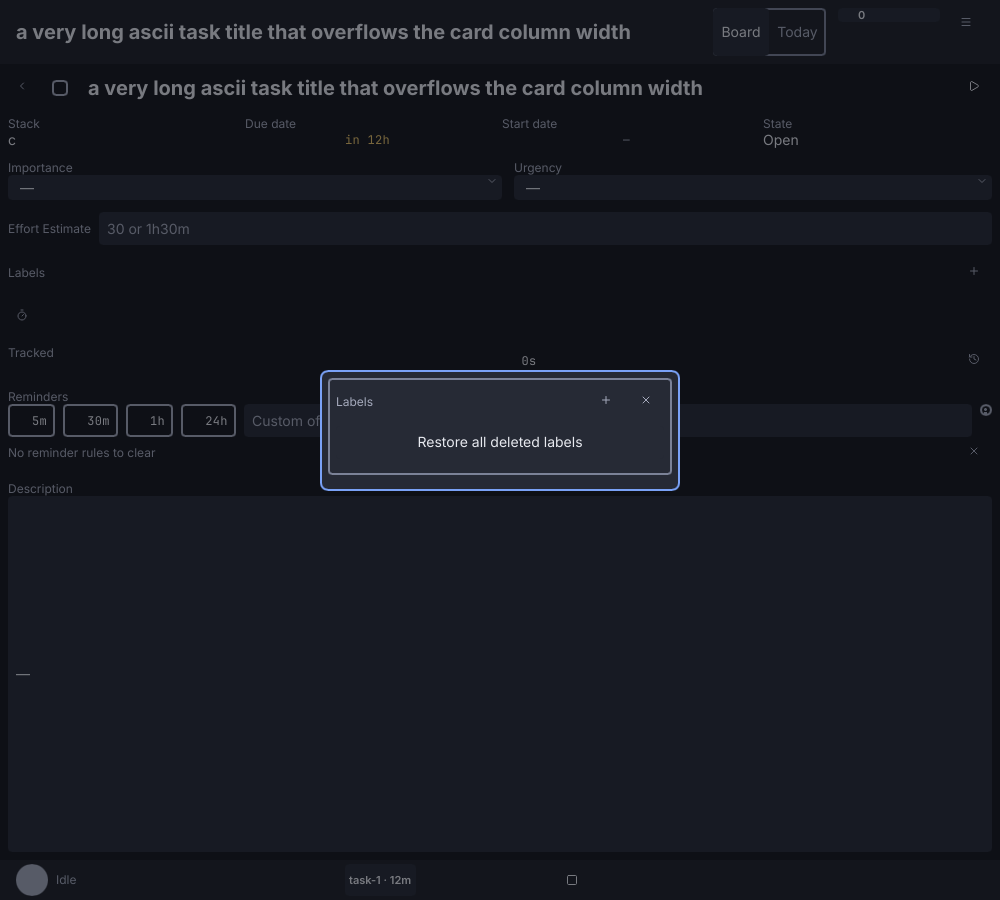 a very long ascii task title that overflows the card column width
Board
Today
0
a very long ascii task title that overflows the card column width
Stack
Due date
Start date
State
c
in 12h
–
Open
Importance
Urgency
—
—
Effort Estimate
30 or 1h30m
Labels
Tracked
0s
Reminders
5m
30m
1h
24h
Custom of
No reminder rules to clear
Labels
Restore all deleted labels
Description
—
Idle
task-1 · 12m